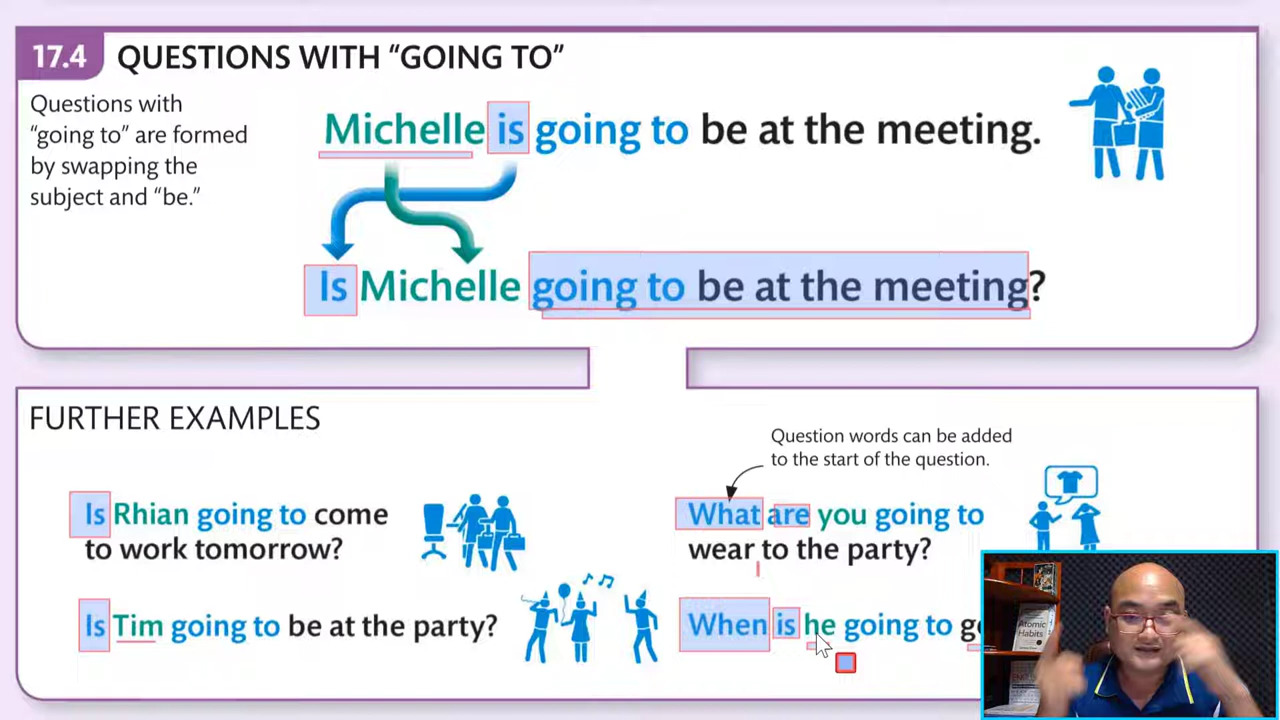 17.4 QUESTIONS WITH “GOING TO”
Questions with
“going to” are formed
by swapping the
subject and “be.”
Michelle is going to be at the meeting.
Is Michelle going to be at the meeting?
FURTHER EXAMPLES
Question words can be added
to the start of the question.
Is Rhian going to come
to work tomorrow?
What are you going to
wear to the party?
Is Tim going to be at the party?
When is he going to
Atomic
Habits